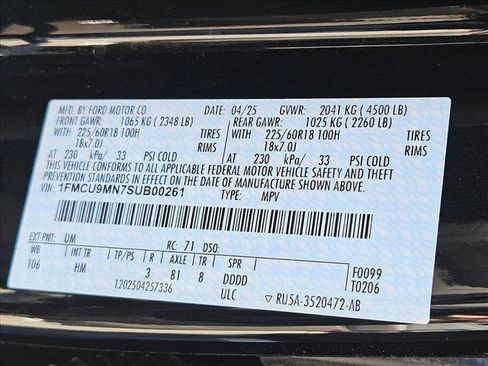 MFD. BY FORD MOTOR CO. 04/25 GVWR: 2041 KG ( 4500 LB)
FRONT GAWR: 1065 KG ( 2348 LB) REAR GAWR: 1025 KG ( 2260 LB)
WITH 225/60R18 100H TIRES WITH 225/60R18 100H TIRES
18x7.0J RIMS 18x7.0J RIMS
AT 230 kPa/ 33 PSI COLD AT 230 kPa/ 33 PSI COLD
THIS VEHICLE CONFORMS TO ALL APPLICABLE FEDERAL MOTOR VEHICLE SAFETY AND THEFT
PREVENTION STANDARDS IN EFFECT ON THE DATE OF MANUFACTURE SHOWN ABOVE.
VIN: 1FMCU9MN7SUB00261 TYPE: MPV
EXT PNT: UM RC: 71 DSO:
WB INT TR TP/PS R AXLE TR SPR F0099
106 HM 3 81 8 DDDD T0206
1202504257336 ULC RU5A-3520472-AB